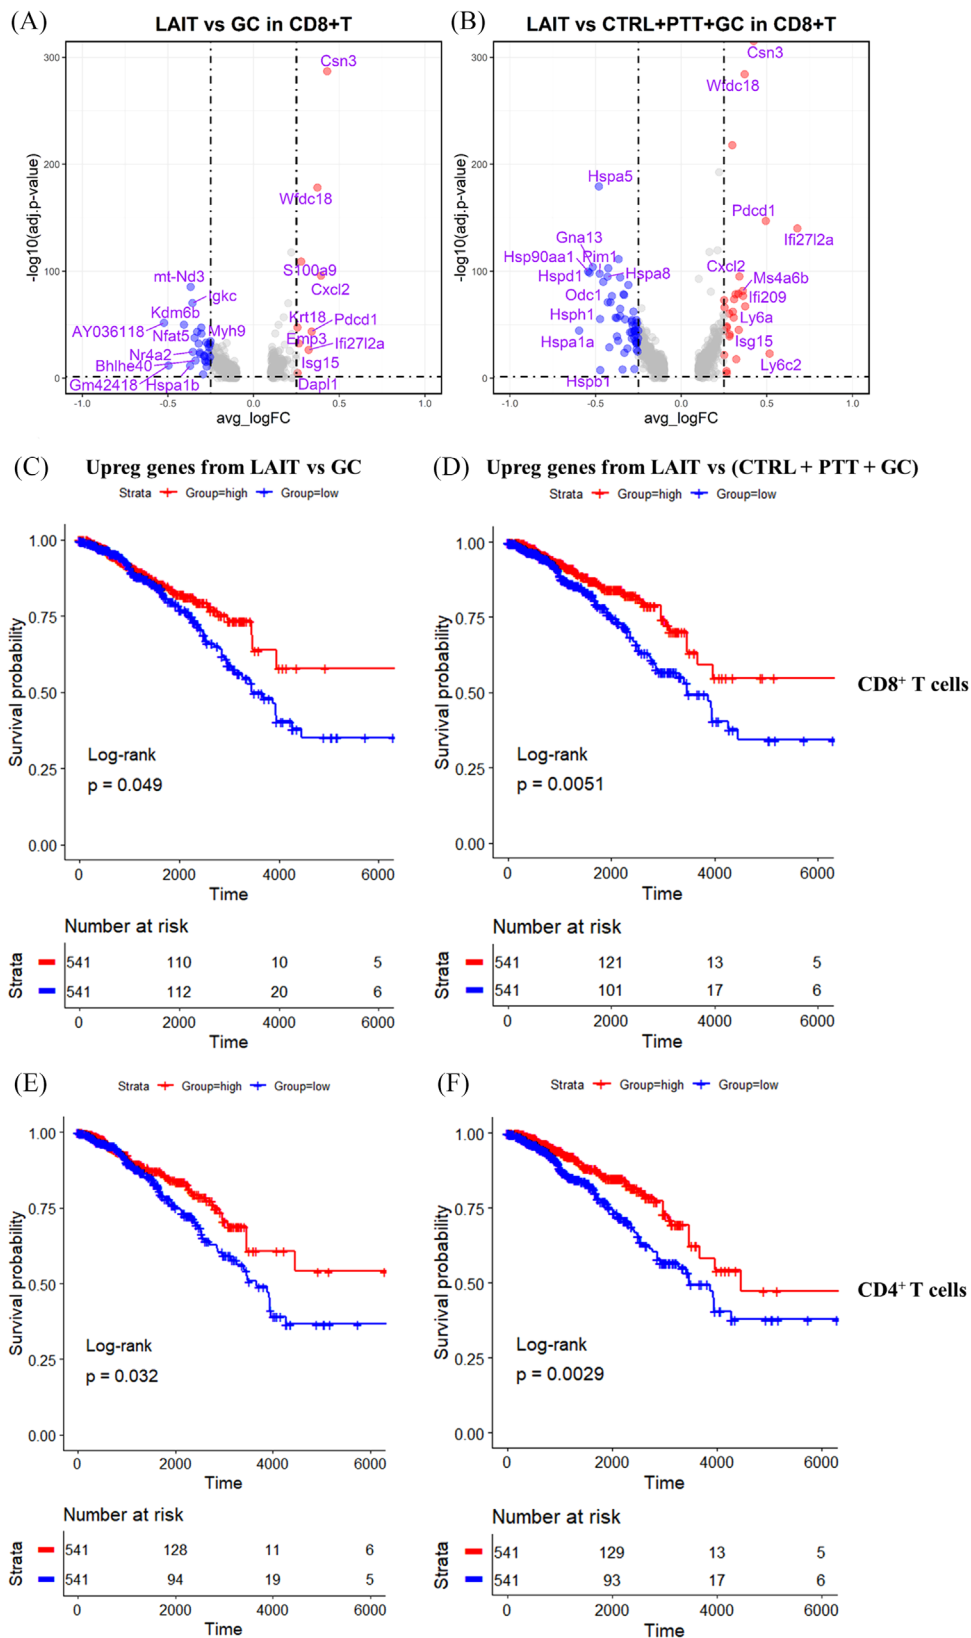 (A)
LAIT vs GC in CD8+T
300
200
100
0
-log10(adj.p-value)
-1.0 -0.5 0.0 0.5 1.0
avg_logFC
Csn3
Wfdc18
S100a9
Cxcl2
mt-Nd3
Igkc
Kdm6b
AY036118
Nfat5
Myh9
Krt18
Pdcd1
Emp3
Ifi27l2a
Nr4a2
Isg15
Bhlhe40
Gm42418
Hspa1b
Dapl1
(B)
LAIT vs CTRL+PTT+GC in CD8+T
300
200
100
0
-log10(adj.p-value)
-1.0 -0.5 0.0 0.5 1.0
avg_logFC
Csn3
Wfdc18
Hspa5
Pdcd1
Ifi27l2a
Gna13
Hsp90aa1
Pim1
Hspd1
Hspa8
Cxcl2
Ms4a6b
Odc1
Ifi209
Hsph1
Ly6a
Hspa1a
Isg15
Ly6c2
Hspb1
(C)
Upreg genes from LAIT vs GC
Strata Group=high Group=low
1.00
0.75
0.50
0.25
0.00
Survival probability
Log-rank
p = 0.049
0 2000 4000 6000
Time
Number at risk
Strata
541 110 10 5
541 112 20 6
0 2000 4000 6000
Time
(D)
Upreg genes from LAIT vs (CTRL + PTT + GC)
Strata Group=high Group=low
1.00
0.75
0.50
0.25
0.00
Survival probability
Log-rank
p = 0.0051
0 2000 4000 6000
Time
CD8⁺ T cells
Number at risk
Strata
541 121 13 5
541 101 17 6
0 2000 4000 6000
Time
(E)
Strata Group=high Group=low
1.00
0.75
0.50
0.25
0.00
Survival probability
Log-rank
p = 0.032
0 2000 4000 6000
Time
Number at risk
Strata
541 128 11 6
541 94 19 5
0 2000 4000 6000
Time
(F)
Strata Group=high Group=low
1.00
0.75
0.50
0.25
0.00
Survival probability
Log-rank
p = 0.0029
0 2000 4000 6000
Time
CD4⁺ T cells
Number at risk
Strata
541 129 13 5
541 93 17 6
0 2000 4000 6000
Time